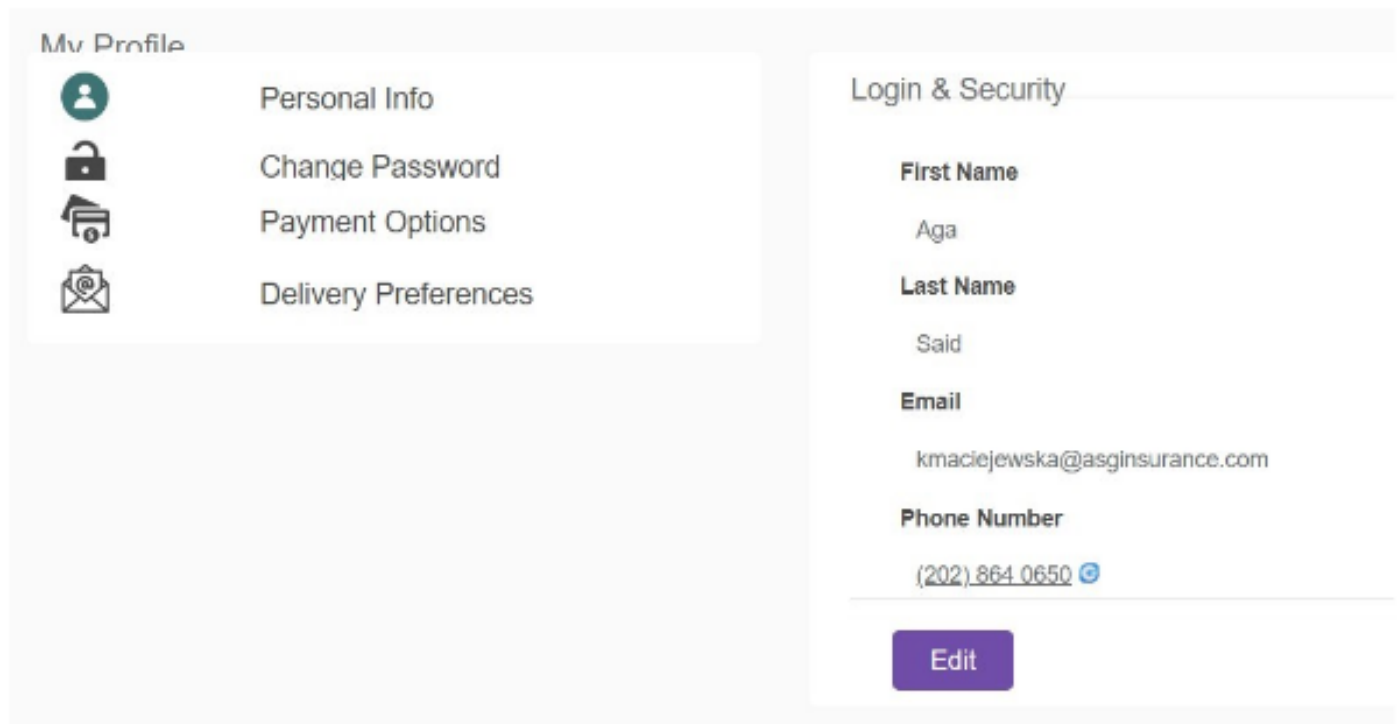 My Profile
Personal Info
Change Password
Payment Options
Delivery Preferences
Login & Security
First Name
Aga
Last Name
Said
Email
kmaciejewska@asginsurance.com
Phone Number
(202) 864 0650
Edit